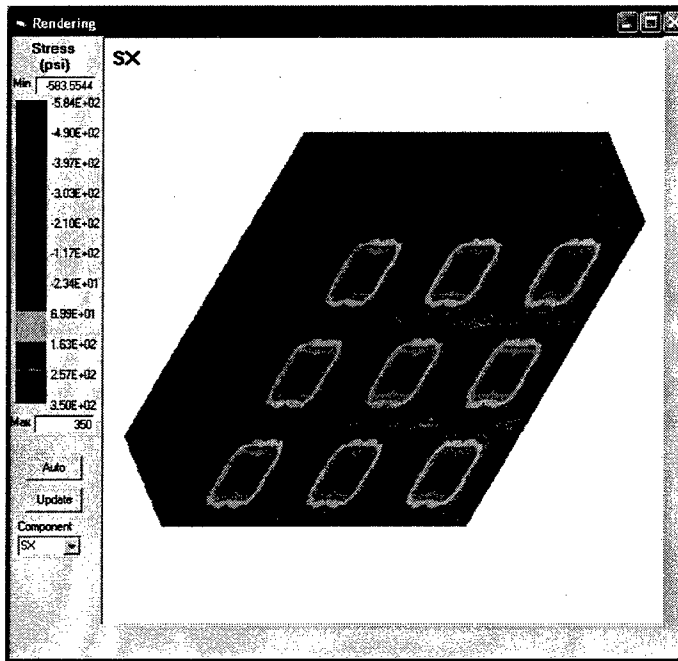 Rendering
Stress
(psi)
Min -583.5544
-5.84E+02
-4.90E+02
-3.97E+02
-3.03E+02
-2.10E+02
-1.17E+02
-2.34E+01
6.99E+01
1.63E+02
2.57E+02
3.50E+02
Max 350
Auto
Update
Component
SX
SX